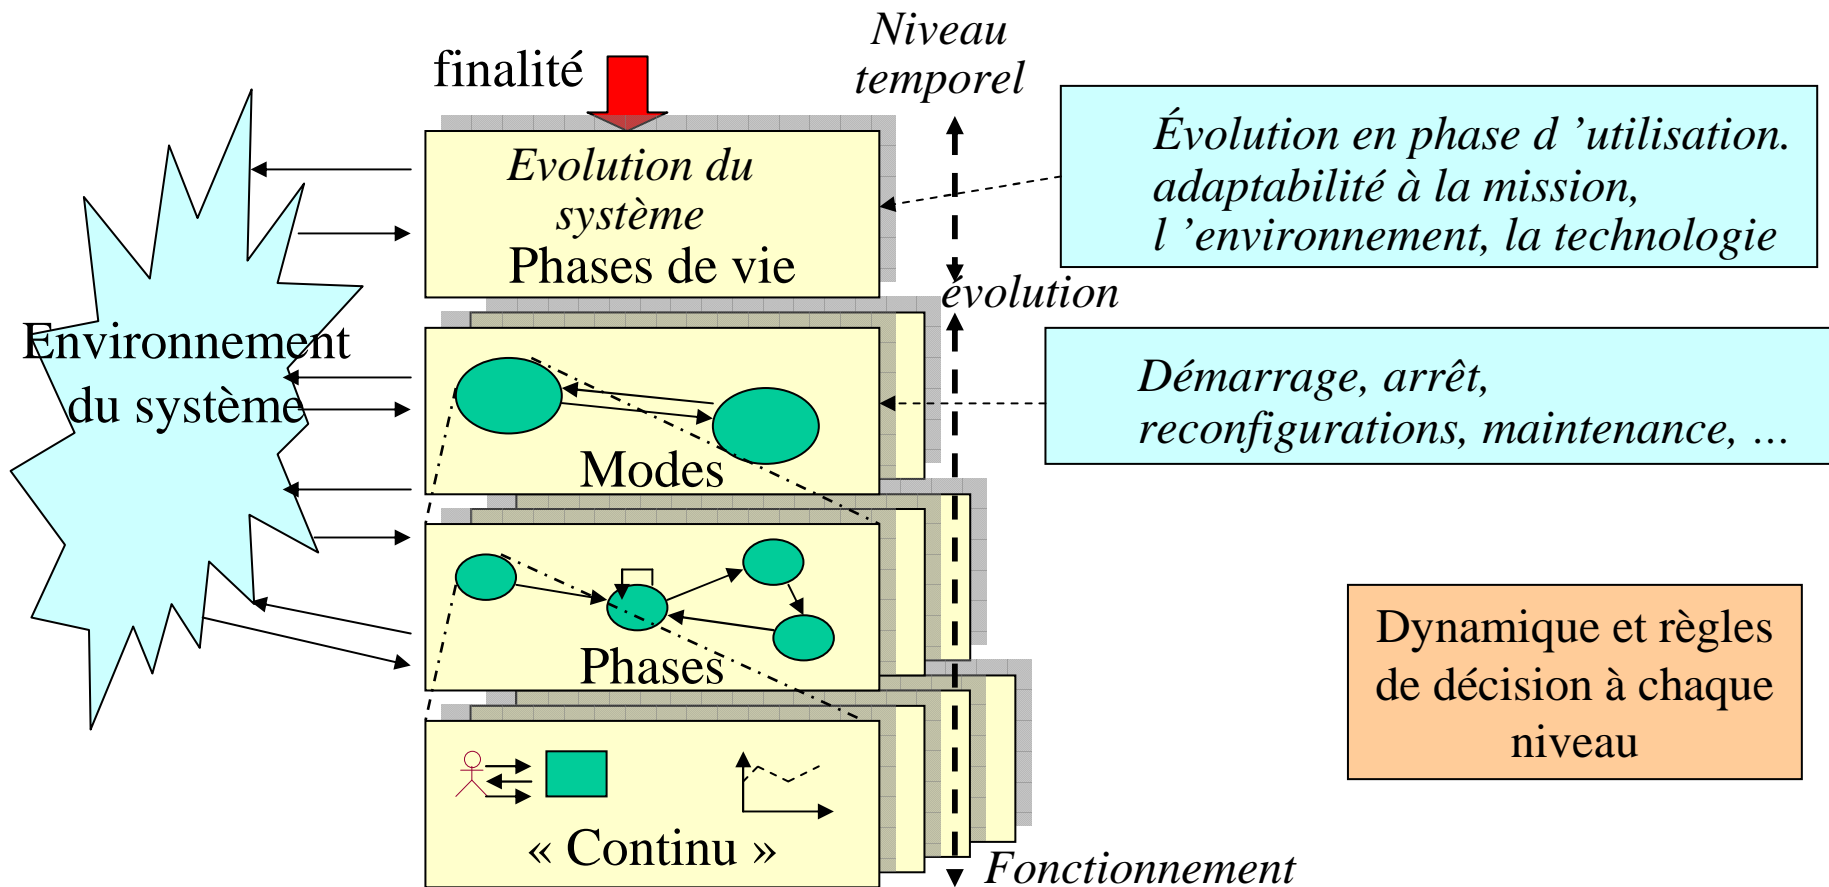 Niveau
temporel
finalité
Evolution du
système
Phases de vie
Évolution en phase d ’utilisation.
adaptabilité à la mission,
l ’environnement, la technologie
évolution
Environnement
du système
Modes
Démarrage, arrêt,
reconfigurations, maintenance, ...
Phases
Dynamique et règles
de décision à chaque
niveau
« Continu »
Fonctionnement